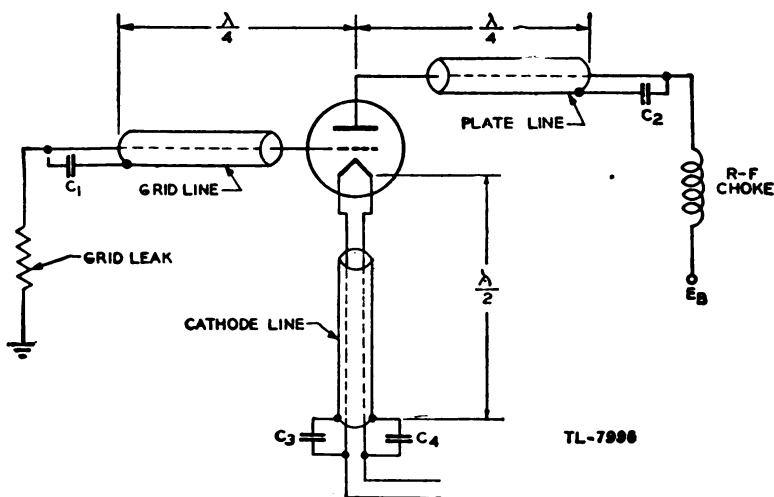 λ/4
λ/4
PLATE LINE
C2
C1
GRID LINE
R-F
CHOKE
GRID LEAK
λ/2
EB
CATHODE LINE
C3
C4
TL-7998